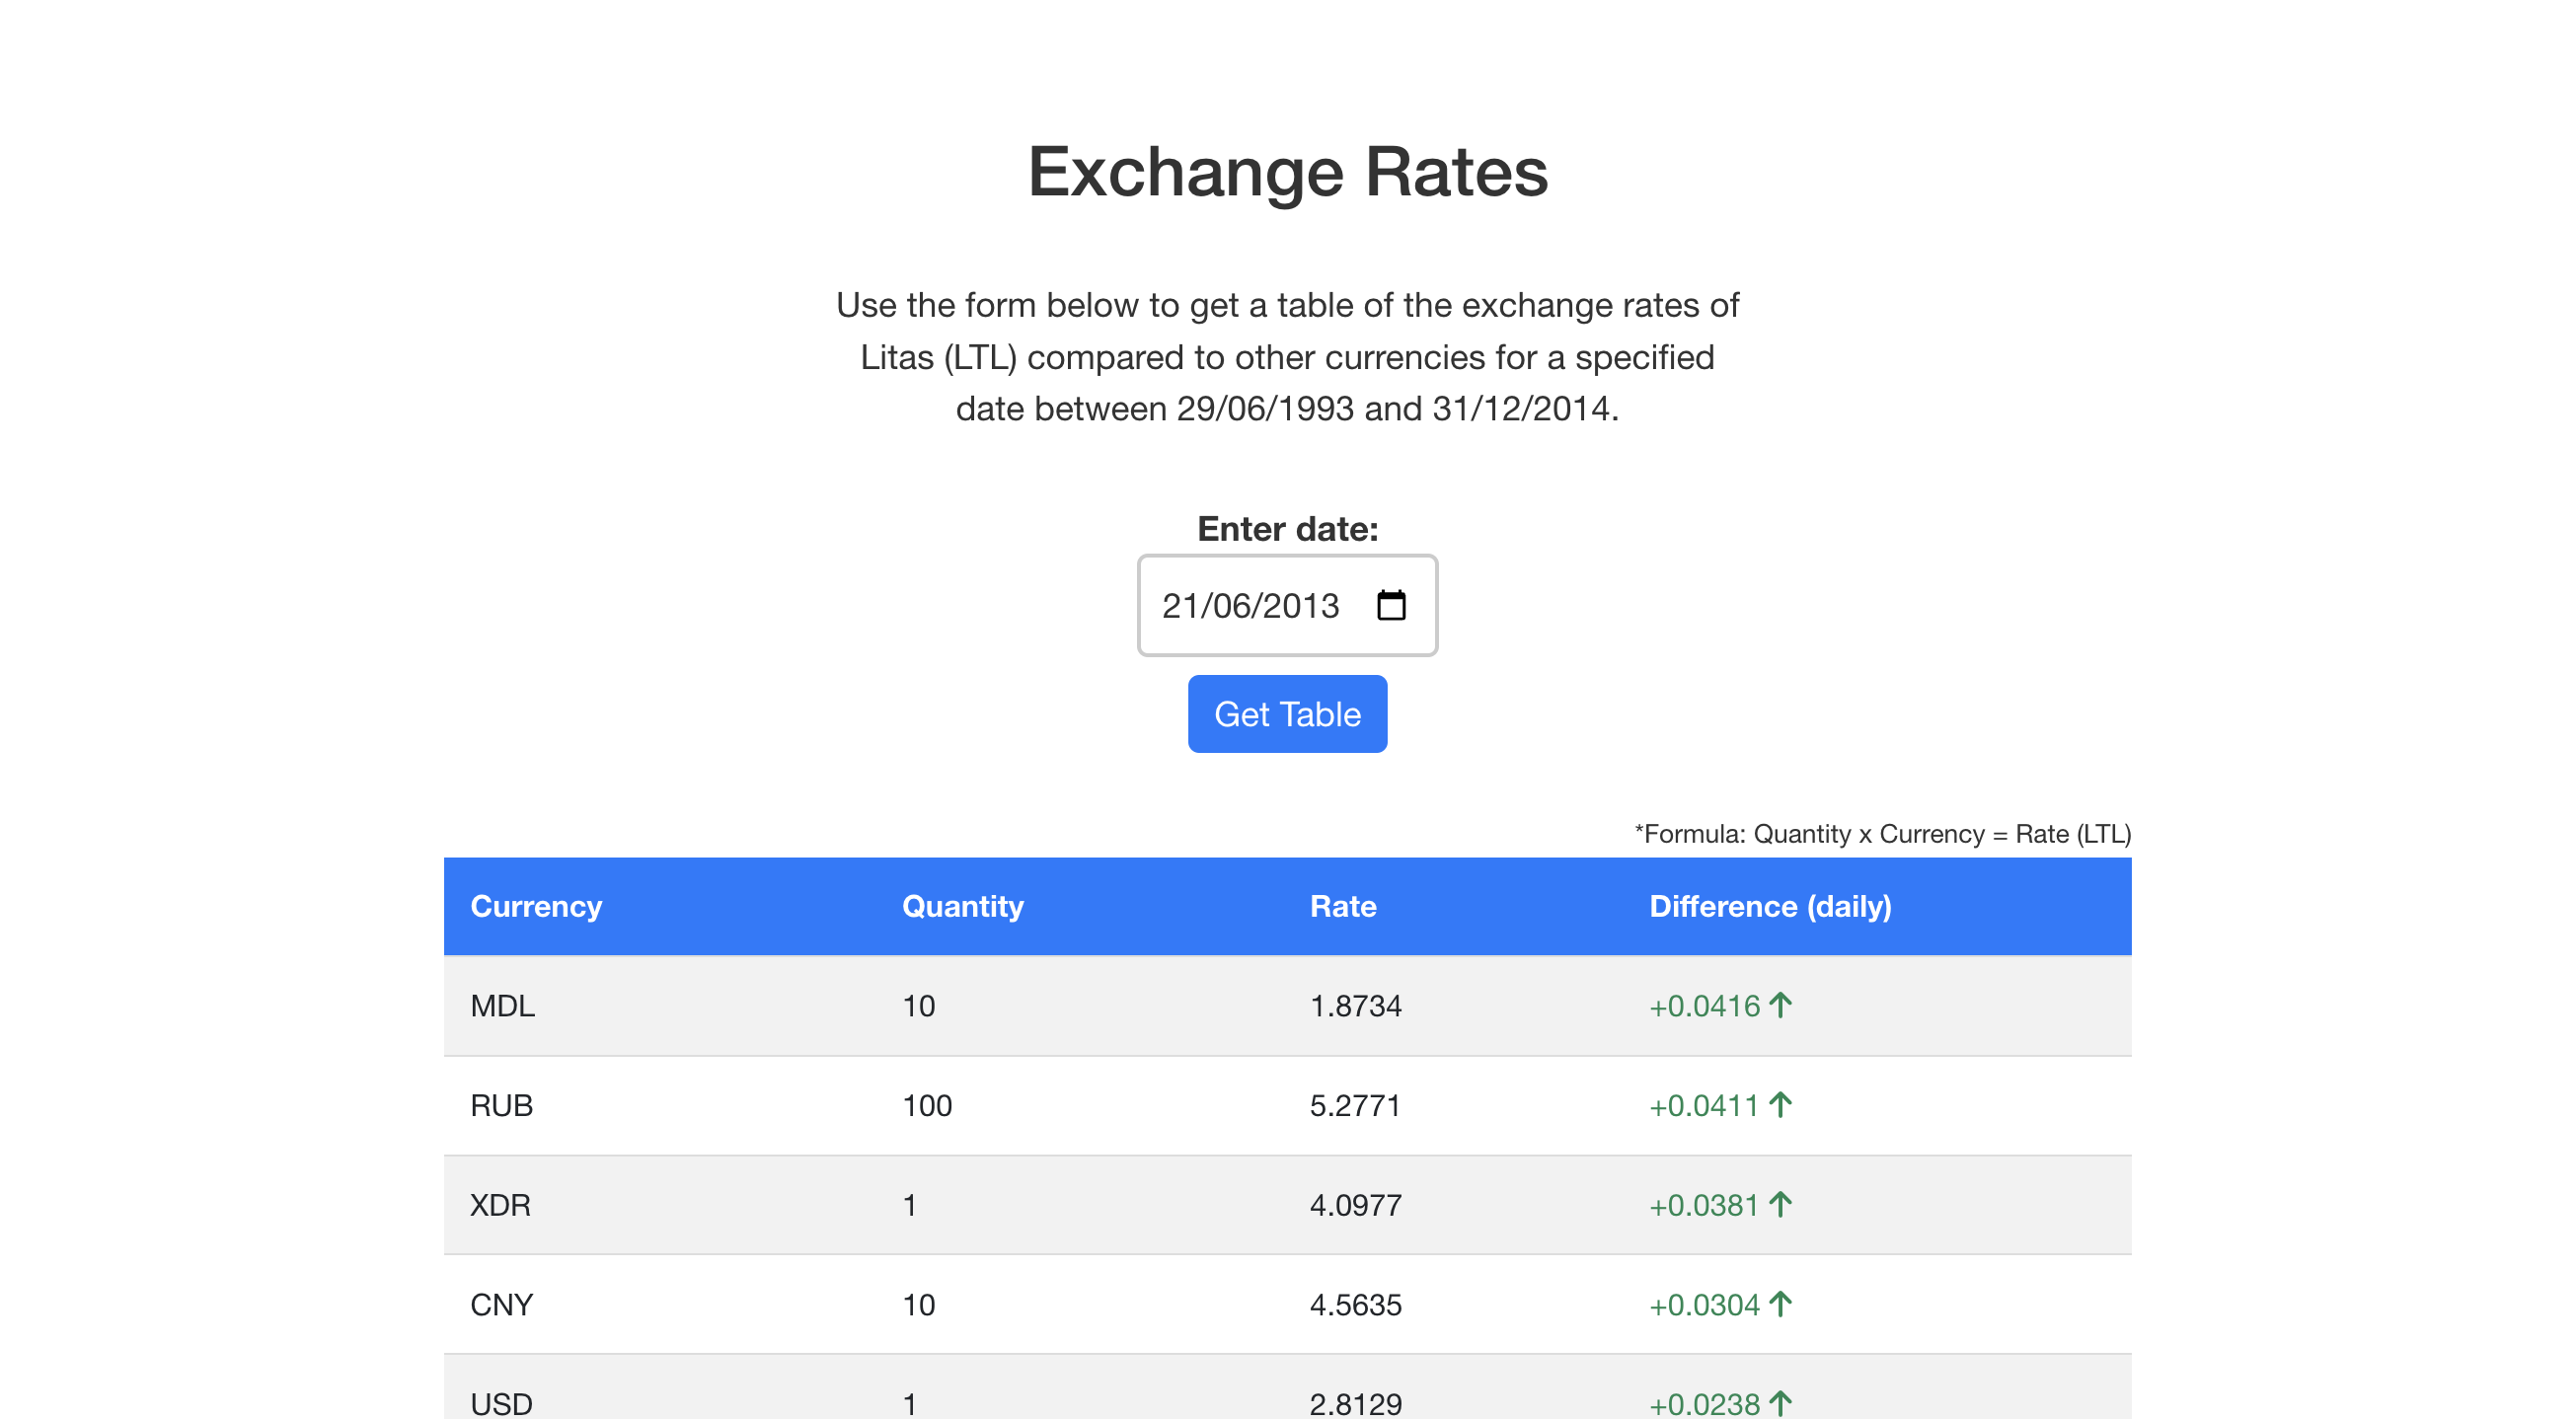 Exchange Rates
Use the form below to get a table of the exchange rates of
Litas (LTL) compared to other currencies for a specified
date between 29/06/1993 and 31/12/2014.
Enter date:
21/06/2013
Get Table
*Formula: Quantity x Currency = Rate (LTL)
Currency Quantity Rate Difference (daily)
MDL 10 1.8734 +0.0416
RUB 100 5.2771 +0.0411
XDR 1 4.0977 +0.0381
CNY 10 4.5635 +0.0304
USD 1 2.8129 +0.0238